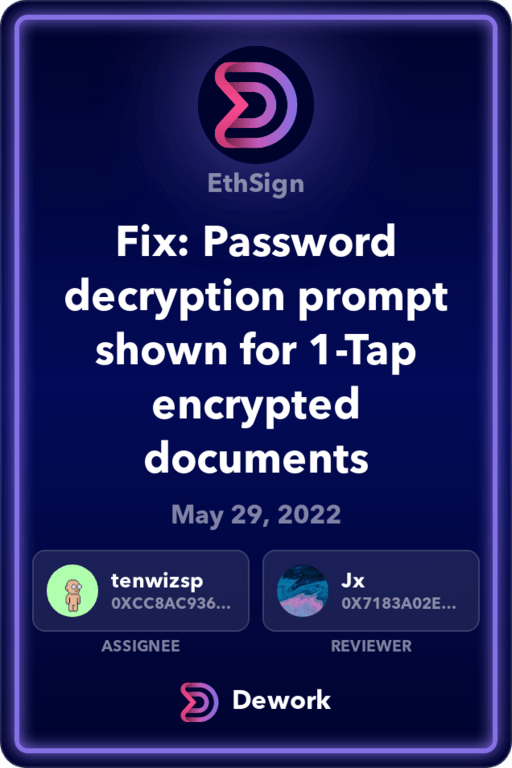 EthSign
Fix: Password
decryption prompt
shown for 1-Tap
encrypted
documents
May 29, 2022
tenwizsp
0XCC8AC936...
ASSIGNEE
Jx
0X7183A02E...
REVIEWER
Dework